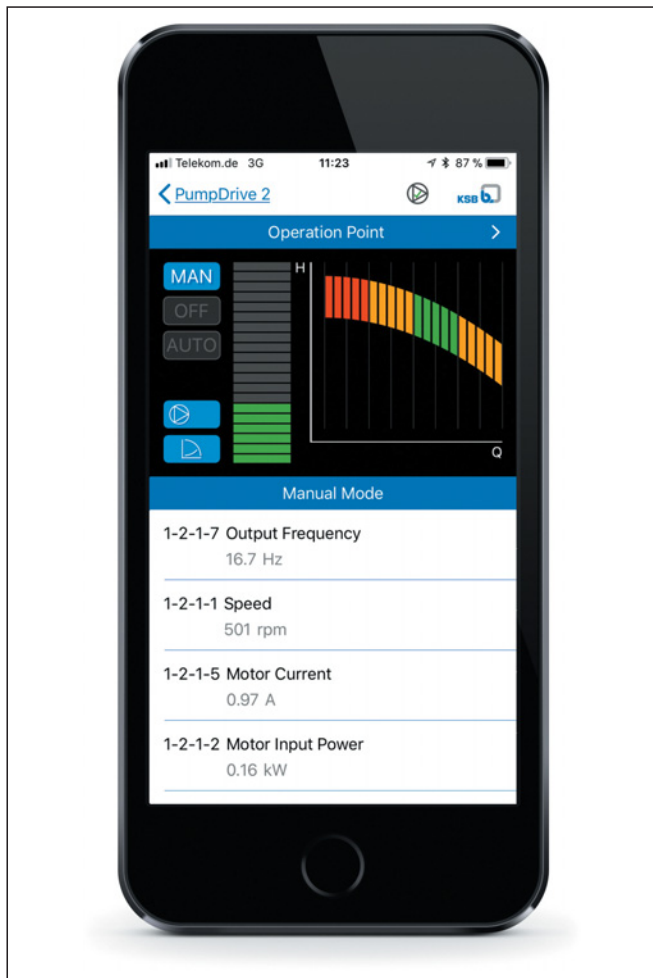 Telekom.de 3G 11:23 87 %
PumpDrive 2 KSB b.
Operation Point
MAN
OFF
AUTO
H
Q
Manual Mode
1-2-1-7 Output Frequency
16.7 Hz
1-2-1-1 Speed
501 rpm
1-2-1-5 Motor Current
0.97 A
1-2-1-2 Motor Input Power
0.16 kW